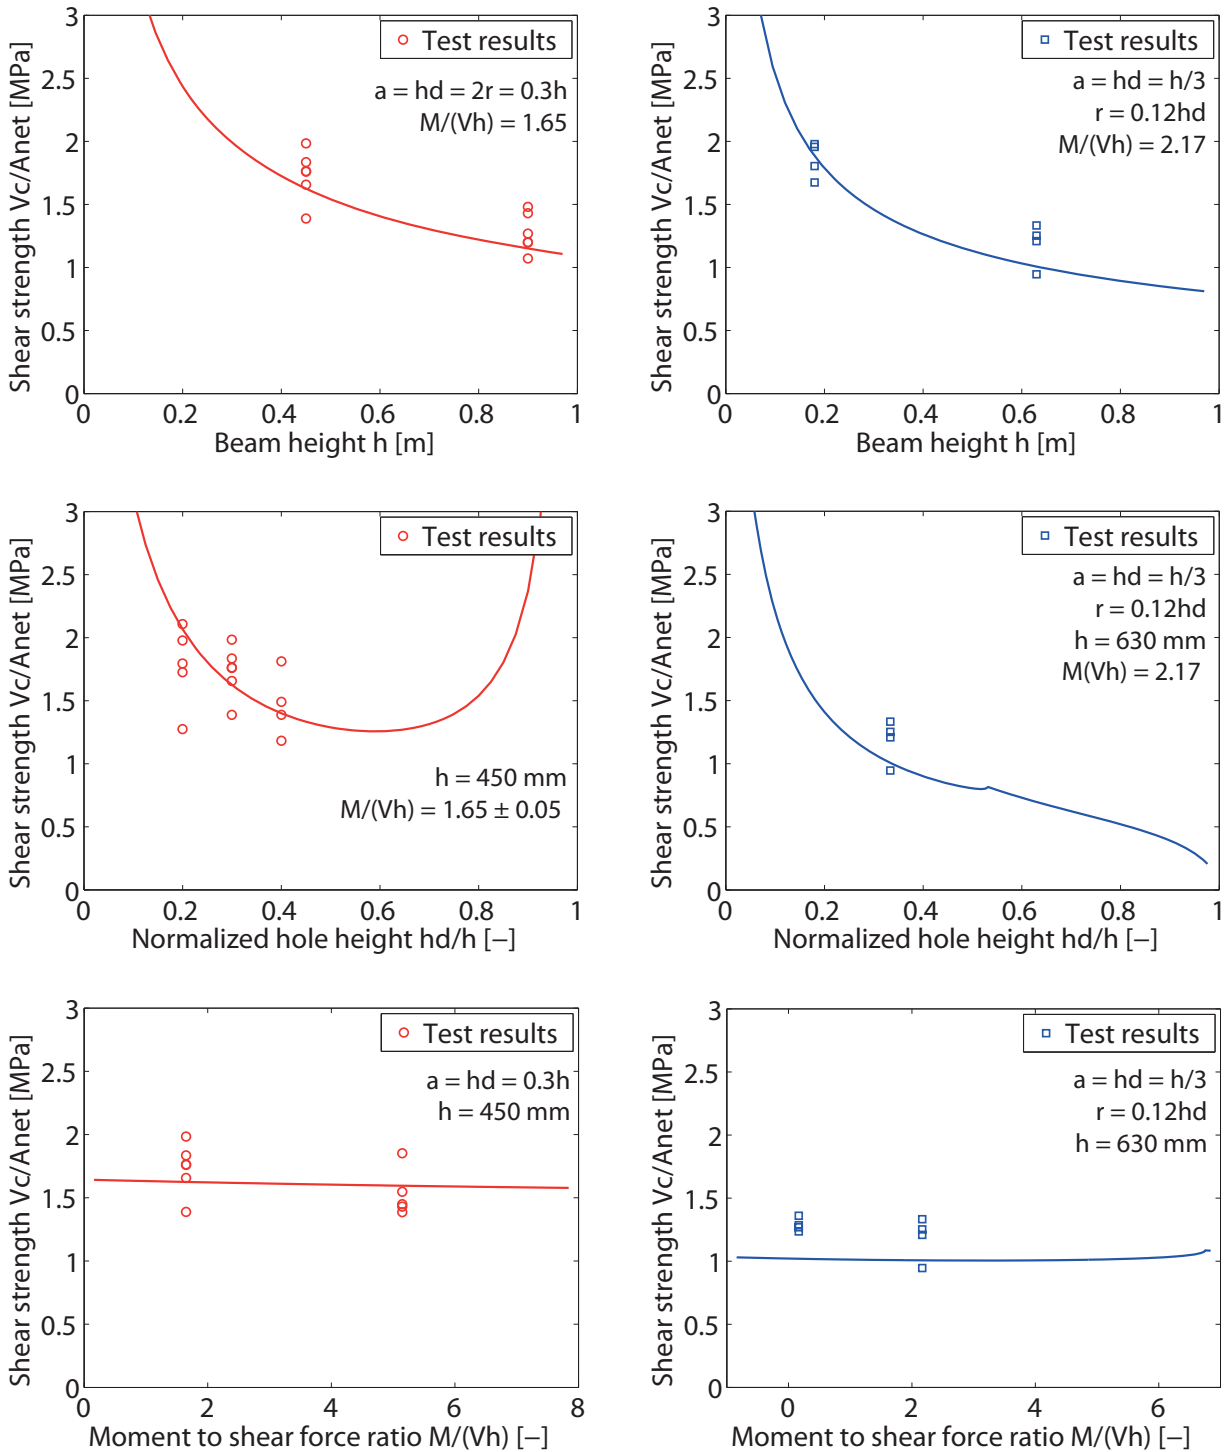 3
2.5
2
1.5
1
0.5
0
Shear strength Vc/Anet [MPa]
Test results
a = hd = 2r = 0.3h
M/(Vh) = 1.65
0 0.2 0.4 0.6 0.8 1
Beam height h [m]
3
2.5
2
1.5
1
0.5
0
Shear strength Vc/Anet [MPa]
Test results
a = hd = h/3
r = 0.12hd
M/(Vh) = 2.17
0 0.2 0.4 0.6 0.8 1
Beam height h [m]
3
2.5
2
1.5
1
0.5
0
Shear strength Vc/Anet [MPa]
Test results
h = 450 mm
M/(Vh) = 1.65 ± 0.05
0 0.2 0.4 0.6 0.8 1
Normalized hole height hd/h [–]
3
2.5
2
1.5
1
0.5
0
Shear strength Vc/Anet [MPa]
Test results
a = hd = h/3
r = 0.12hd
h = 630 mm
M(Vh) = 2.17
0 0.2 0.4 0.6 0.8 1
Normalized hole height hd/h [–]
3
2.5
2
1.5
1
0.5
0
Shear strength Vc/Anet [MPa]
Test results
a = hd = 0.3h
h = 450 mm
0 2 4 6 8
Moment to shear force ratio M/(Vh) [–]
3
2.5
2
1.5
1
0.5
0
Shear strength Vc/Anet [MPa]
Test results
a = hd = h/3
r = 0.12hd
h = 630 mm
0 2 4 6
Moment to shear force ratio M/(Vh) [–]